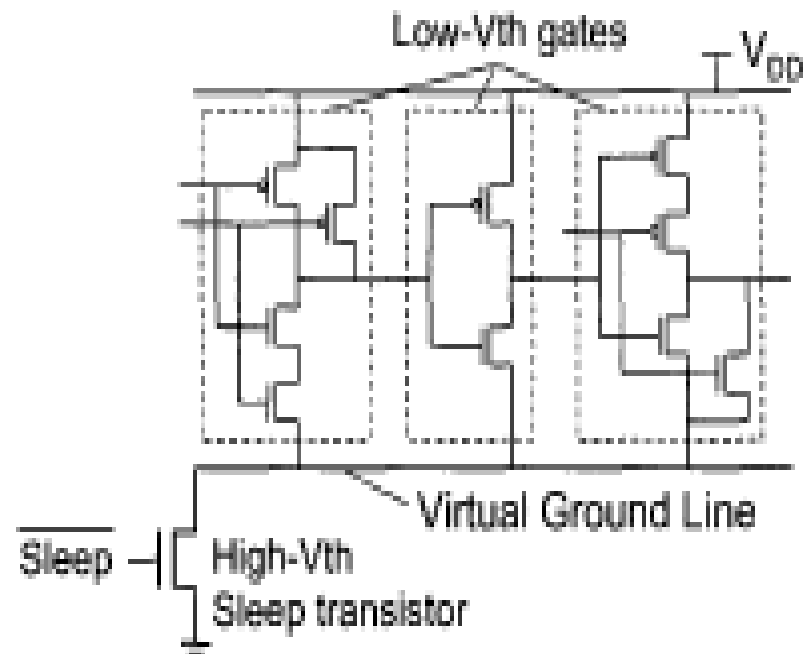 Low-Vth gates
VDD
Virtual Ground Line
Sleep
High-Vth
Sleep transistor